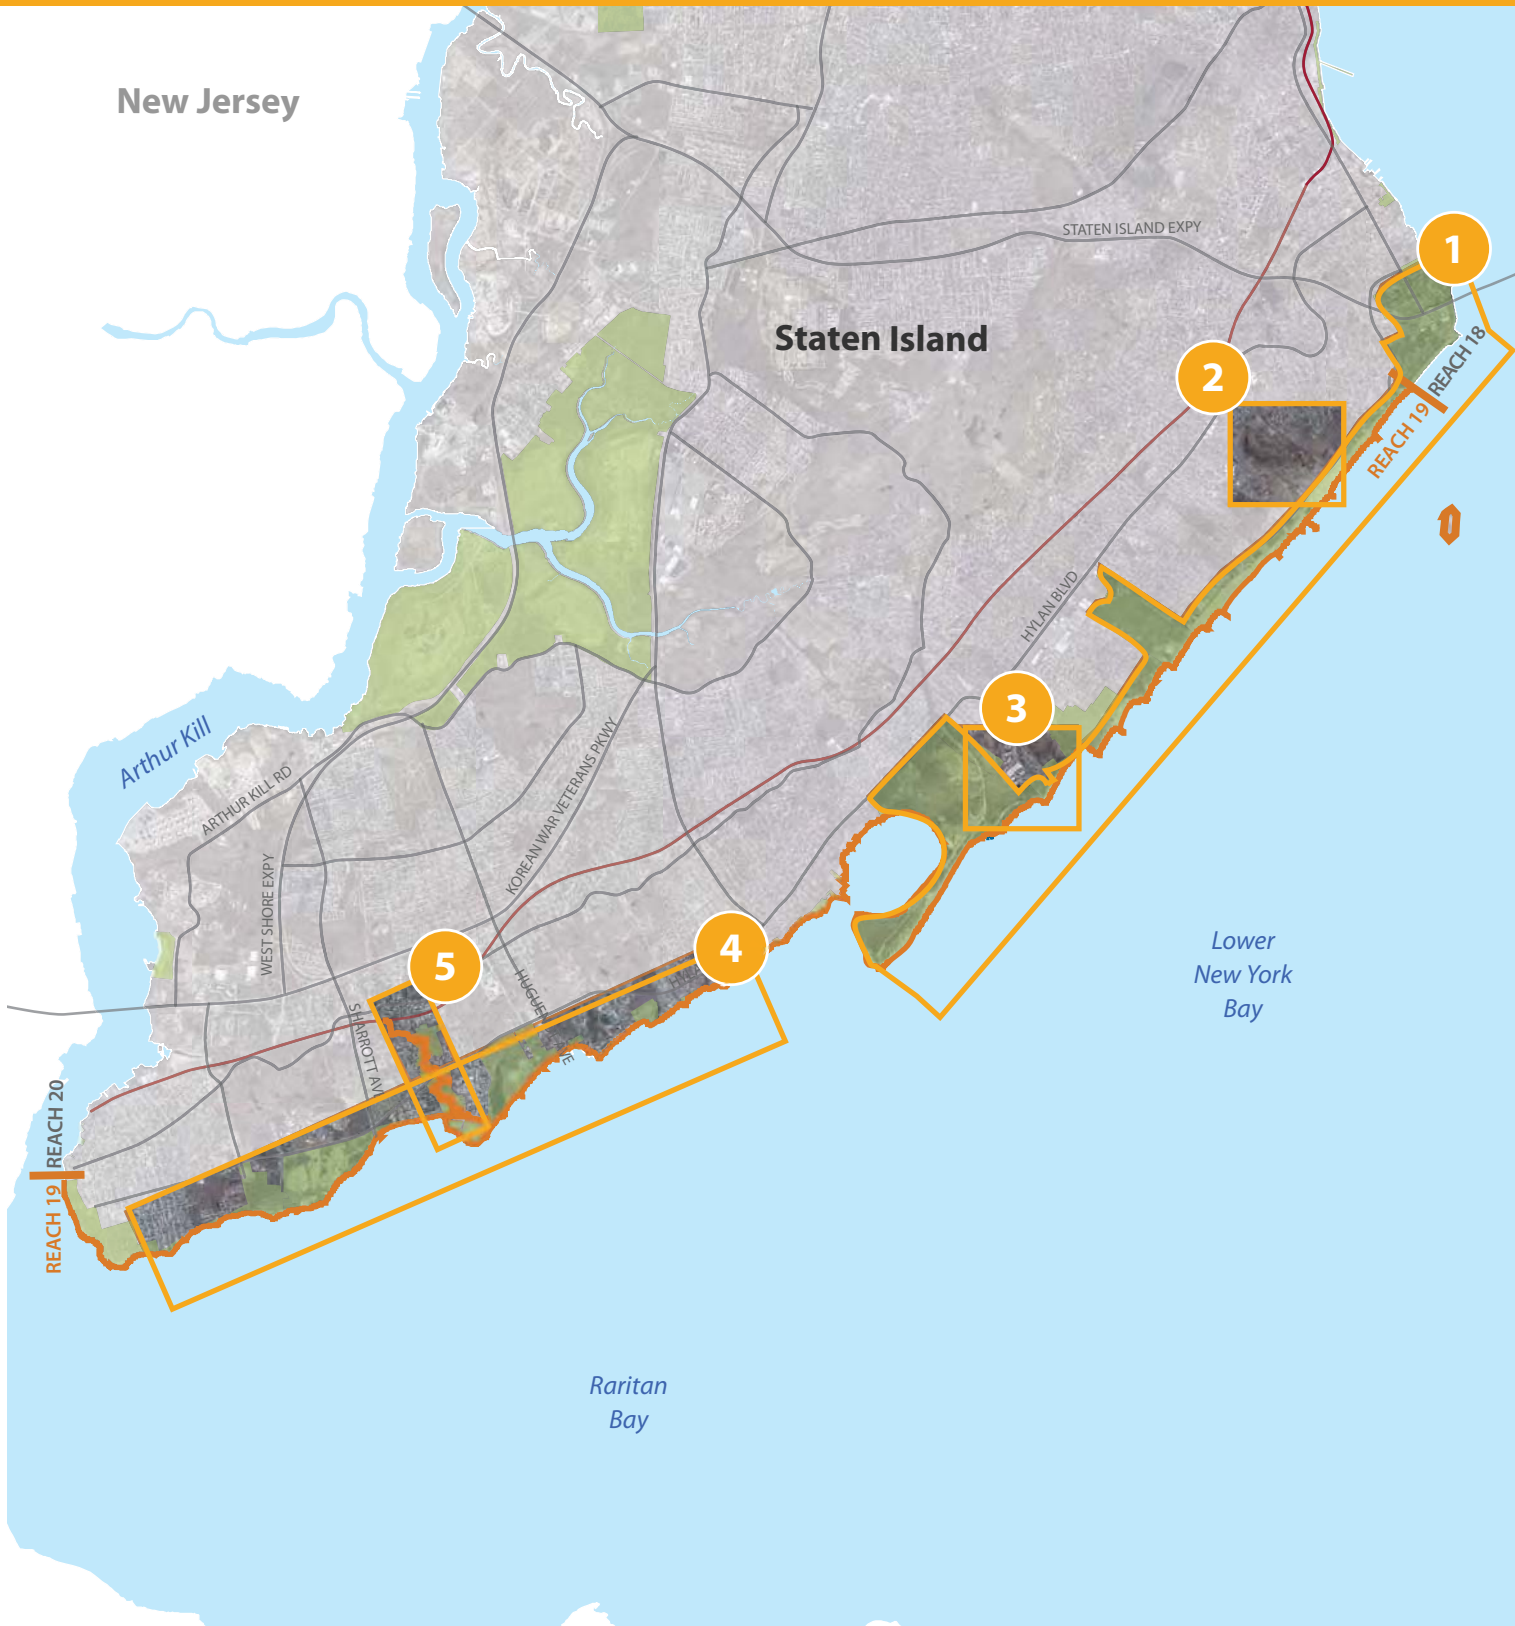 New Jersey
STATEN ISLAND EXPY
1
Staten Island
2
REACH 18
REACH 19
HYLAN BLVD
3
Arthur Kill
ARTHUR KILL RD
KOREAN WAR VETERANS PKWY
WEST SHORE EXPY
4
5
Lower
New York
Bay
SHARROTT AVE
REACH 20
REACH 19
Raritan
Bay